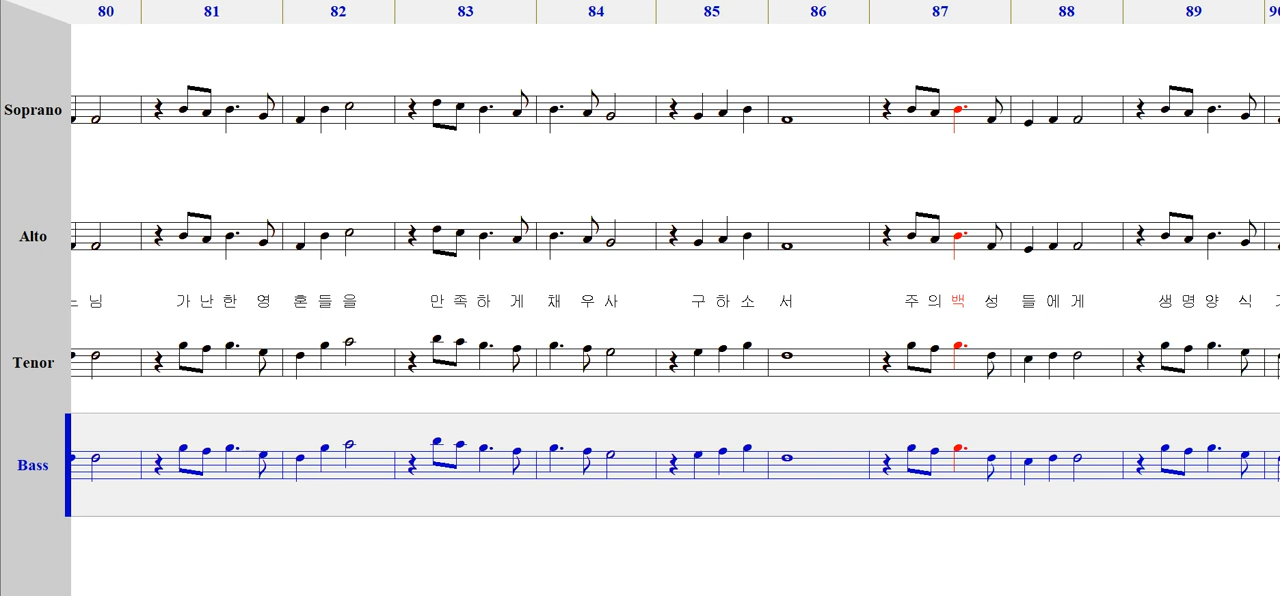 80 81 82 83 84 85 86 87 88 89
Soprano
Alto
님 가 난 한 영 혼 들 을 만 족 하 게 채 우 사 구 하 소 서 주 의 백 성 들 에 게 생 명 양 식
Tenor
Bass